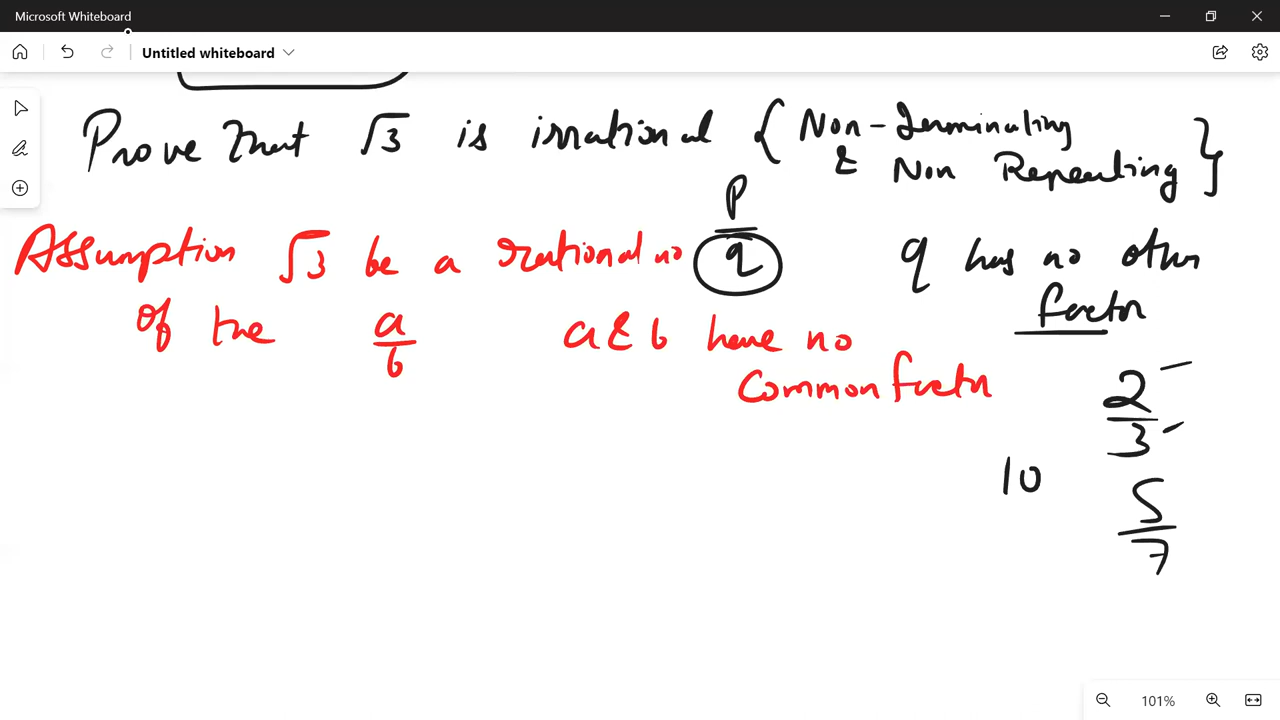 Microsoft Whiteboard
Untitled whiteboard
Prove that √3 is irrational { Non-terminating
& Non Repeating }
Assumption √3 be a rational no p/q
q has no other
factor
of the a/b a & b have no
common factor
2/3
10
5/7
101%